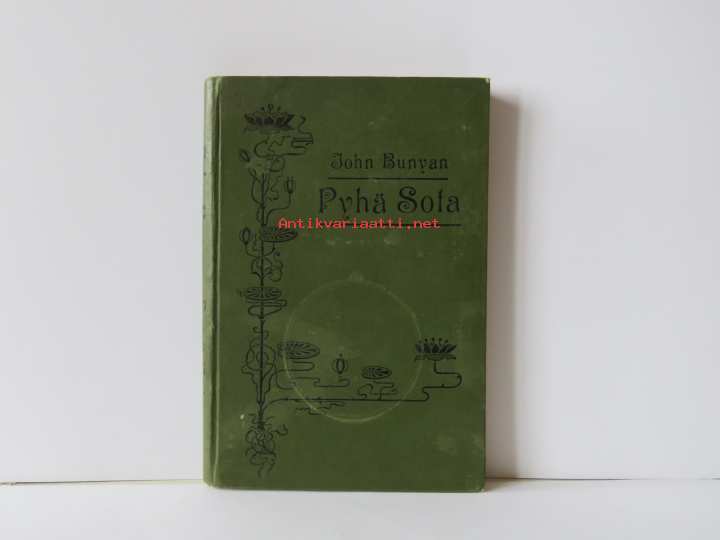 John Bunyan
Pyhä Sota
Antikvariaatti.net